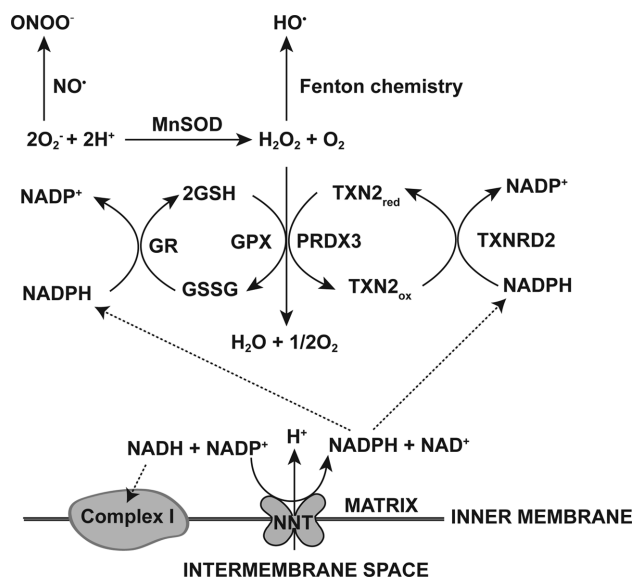 ONOO⁻ HO•
NO• Fenton chemistry
MnSOD
2O₂⁻ + 2H⁺ H₂O₂ + O₂
NADP⁺ 2GSH TXN2red NADP⁺
GR GPX PRDX3 TXNRD2
NADPH GSSG TXN2ox NADPH
H₂O + 1/2O₂
NADH + NADP⁺ H⁺ NADPH + NAD⁺
MATRIX
Complex I NNT INNER MEMBRANE
INTERMEMBRANE SPACE